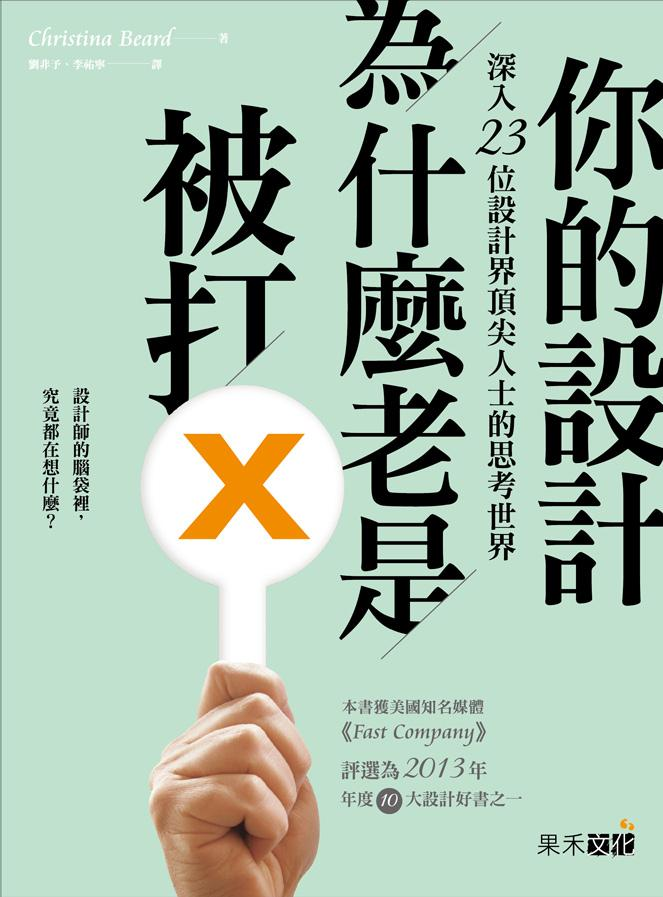 Christina Beard 著
劉非予、李祐寧 譯
你的設計
深入23位設計界頂尖人士的思考世界
為什麼老是
被打
X
設計師的腦袋裡，
究竟都在想什麼？
本書獲美國知名媒體
《Fast Company》
評選為2013年
年度10大設計好書之一
果禾文化